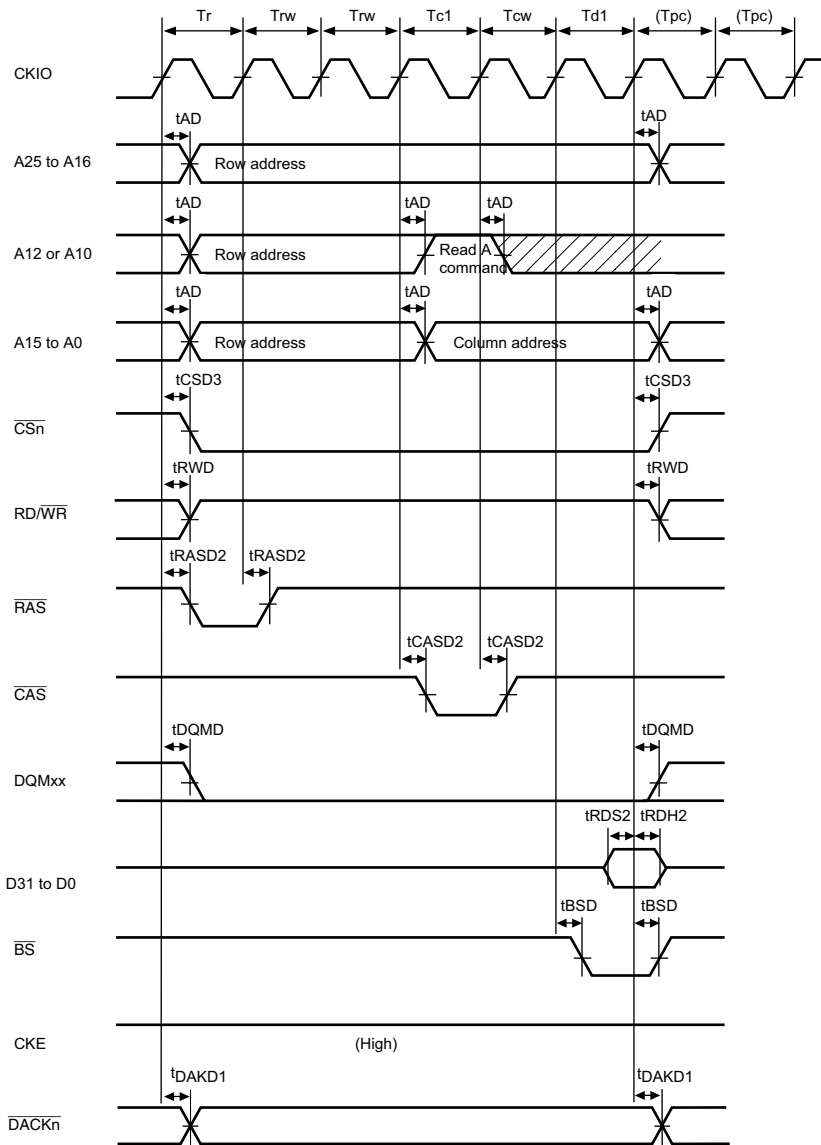 Tr Trw Trw Tc1 Tcw Td1 (Tpc) (Tpc)
CKIO
tAD tAD
A25 to A16 Row address
tAD tAD tAD
A12 or A10 Row address Read A
command
tAD tAD tAD
A15 to A0 Row address Column address
tCSD3 tCSD3
CSn
tRWD tRWD
RD/WR
tRASD2 tRASD2
RAS
tCASD2 tCASD2
CAS
tDQMD tDQMD
DQMxx
tRDS2 tRDH2
D31 to D0
tBSD tBSD
BS
CKE (High)
tDAKD1 tDAKD1
DACKn